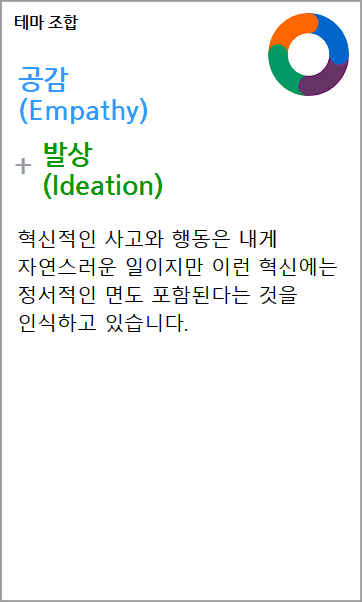 테마 조합
공감
(Empathy)
+ 발상
(Ideation)
혁신적인 사고와 행동은 내게
자연스러운 일이지만 이런 혁신에는
정서적인 면도 포함된다는 것을
인식하고 있습니다.